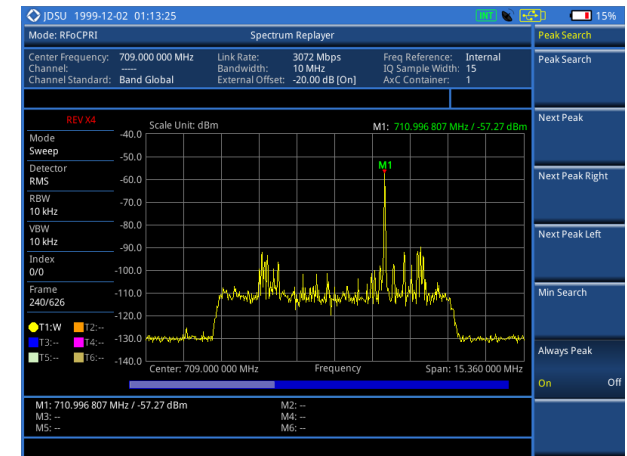 JDSU 1999-12-02 01:13:25 INT 15%
Mode: RFoCPRI Spectrum Replayer Peak Search
Center Frequency: 709.000 000 MHz Link Rate: 3072 Mbps Freq Reference: Internal
Channel: ----- Bandwidth: 10 MHz IQ Sample Width: 15
Channel Standard: Band Global External Offset: -20.00 dB [On] AxC Container: 1
Peak Search
Next Peak
Next Peak Right
Next Peak Left
Min Search
Always Peak
On Off
REV X4
Mode
Sweep
Detector
RMS
RBW
10 kHz
VBW
10 kHz
Index
0/0
Frame
240/626
T1:W T2:--
T3:-- T4:--
T5:-- T6:--
Scale Unit: dBm M1: 710.996 807 MHz / -57.27 dBm
M1
-40.0
-50.0
-60.0
-70.0
-80.0
-90.0
-100.0
-110.0
-120.0
-130.0
-140.0
Center: 709.000 000 MHz Frequency Span: 15.360 000 MHz
M1: 710.996 807 MHz / -57.27 dBm M2: --
M3: -- M4: --
M5: -- M6: --